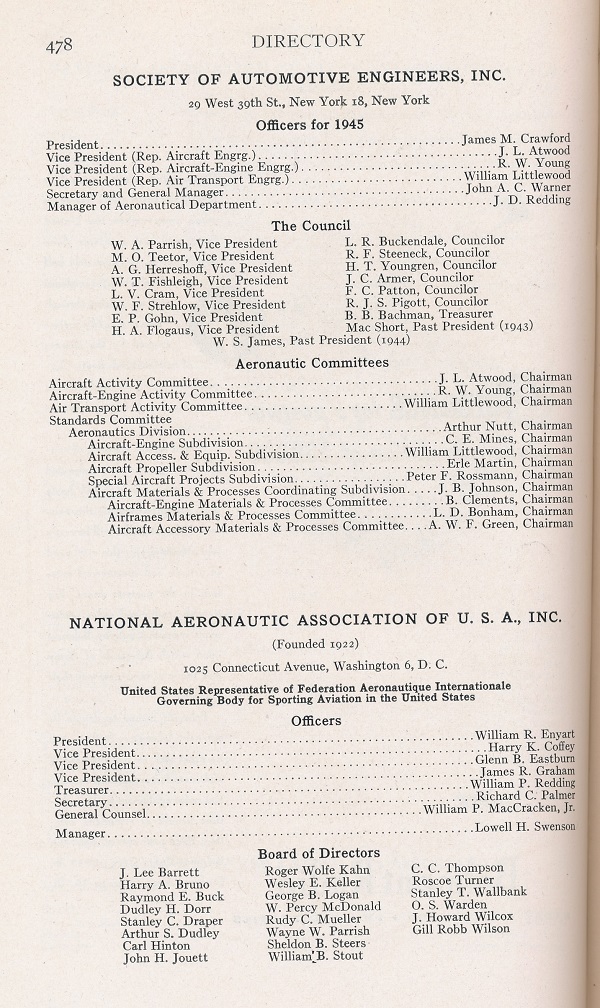 478
DIRECTORY
SOCIETY OF AUTOMOTIVE ENGINEERS, INC.
29 West 39th St., New York 18, New York
Officers for 1945
President........James M. Crawford
Vice President (Rep. Aircraft Engrg.)........J. L. Atwood
Vice President (Rep. Aircraft-Engine Engrg.)........R. W. Young
Vice President (Rep. Air Transport Engrg.)........William Littlewood
Secretary and General Manager........John A. C. Warner
Manager of Aeronautical Department........J. D. Redding
The Council
W. A. Parrish, Vice President
M. O. Teetor, Vice President
A. G. Herreshoff, Vice President
W. T. Fishleigh, Vice President
L. V. Cram, Vice President
W. F. Strehlow, Vice President
E. P. Gohn, Vice President
H. A. Flogaus, Vice President
L. R. Buckendale, Councilor
R. F. Steeneck, Councilor
H. T. Youngren, Councilor
J. C. Armer, Councilor
F. C. Patton, Councilor
R. J. S. Pigott, Councilor
B. B. Bachman, Treasurer
Mac Short, Past President (1943)
W. S. James, Past President (1944)
Aeronautic Committees
Aircraft Activity Committee........J. L. Atwood, Chairman
Aircraft-Engine Activity Committee........R. W. Young, Chairman
Air Transport Activity Committee........William Littlewood, Chairman
Standards Committee
Aeronautics Division........Arthur Nutt, Chairman
Aircraft-Engine Subdivision........C. E. Mines, Chairman
Aircraft Access. & Equip. Subdivision........William Littlewood, Chairman
Aircraft Propeller Subdivision........Erle Martin, Chairman
Special Aircraft Projects Subdivision........Peter F. Rossmann, Chairman
Aircraft Materials & Processes Coordinating Subdivision.....J. B. Johnson, Chairman
Aircraft-Engine Materials & Processes Committee........B. Clements, Chairman
Airframes Materials & Processes Committee........L. D. Bonham, Chairman
Aircraft Accessory Materials & Processes Committee....A. W. F. Green, Chairman
NATIONAL AERONAUTIC ASSOCIATION OF U. S. A., INC.
(Founded 1922)
1025 Connecticut Avenue, Washington 6, D. C.
United States Representative of Federation Aeronautique Internationale
Governing Body for Sporting Aviation in the United States
Officers
President........William R. Enyart
Vice President........Harry K. Coffey
Vice President........Glenn B. Eastburn
Vice President........James R. Graham
Treasurer........William P. Redding
Secretary........Richard C. Palmer
General Counsel........William P. MacCracken, Jr.
Manager........Lowell H. Swenson
Board of Directors
J. Lee Barrett
Harry A. Bruno
Raymond E. Buck
Dudley H. Dorr
Stanley C. Draper
Arthur S. Dudley
Carl Hinton
John H. Jouett
Roger Wolfe Kahn
Wesley E. Keller
George B. Logan
W. Percy McDonald
Rudy C. Mueller
Wayne W. Parrish
Sheldon B. Steers
William B. Stout
C. C. Thompson
Roscoe Turner
Stanley T. Wallbank
O. S. Warden
J. Howard Wilcox
Gill Robb Wilson